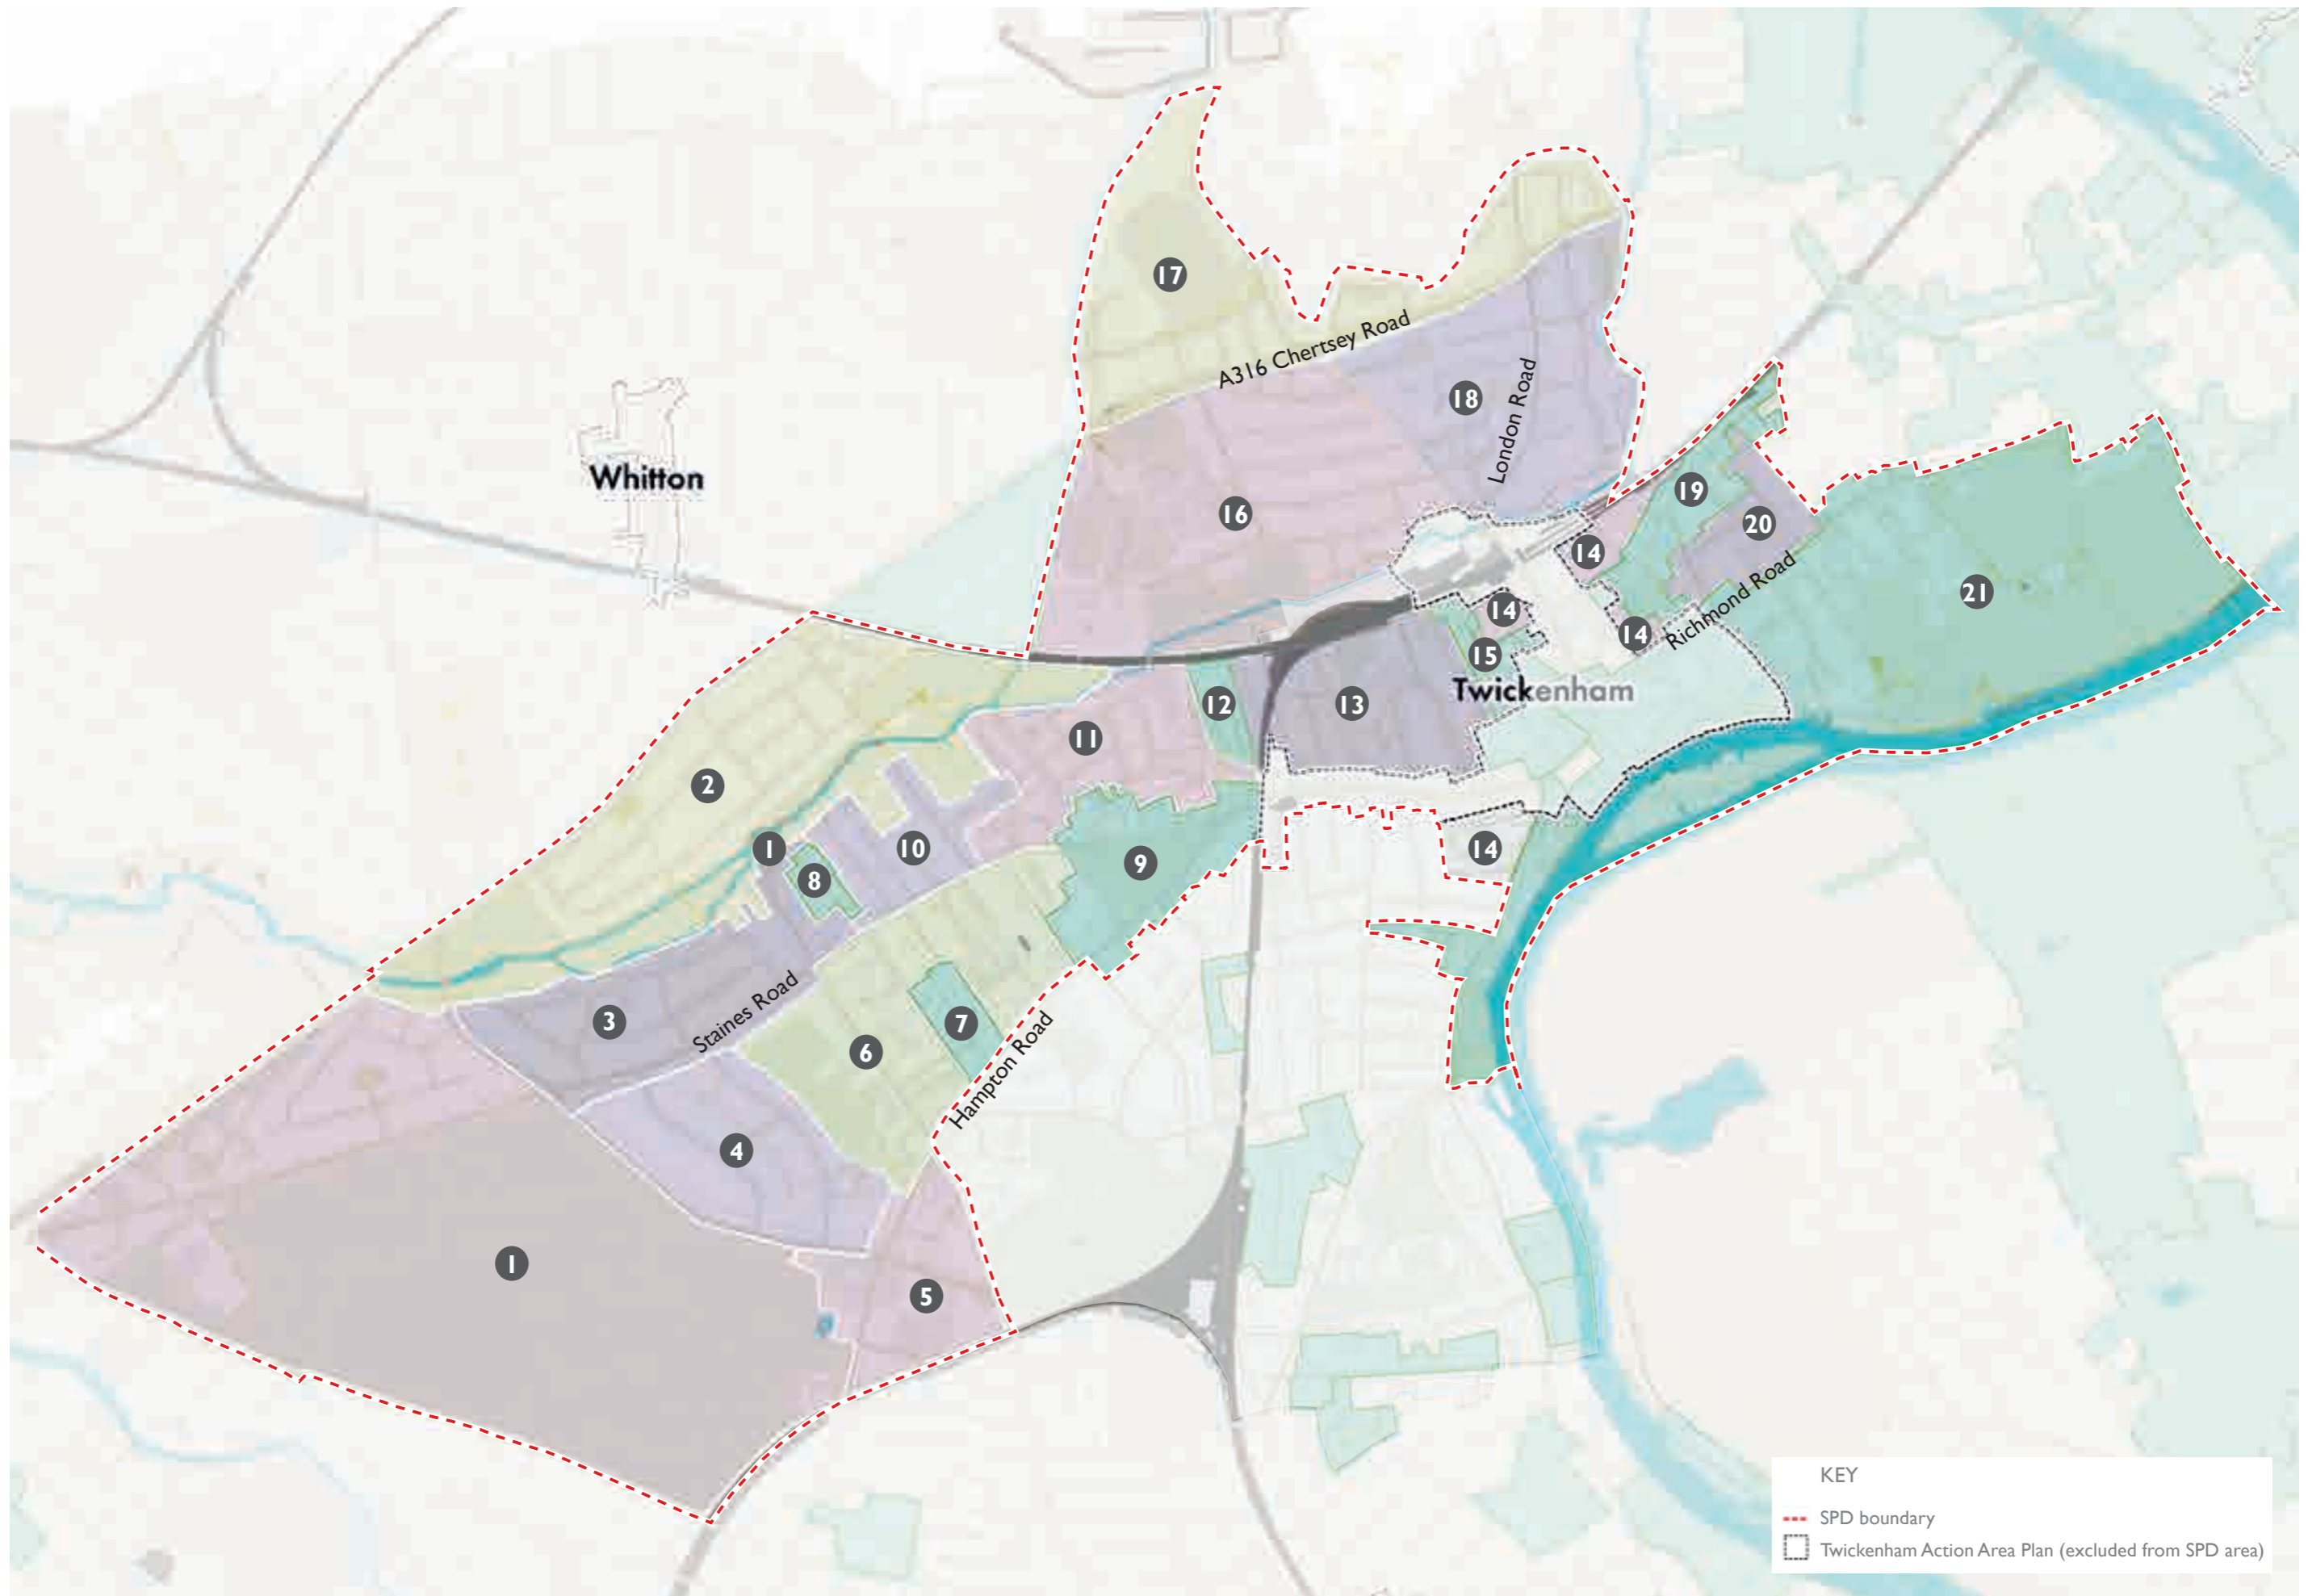 17
A316 Chertsey Road
18
London Road
Whitton
16
19
20
14
21
14
14
Richmond Road
15
Twickenham
12
13
11
2
1
10
14
8
9
3
Staines Road
7
6
Hampton Road
4
1
5
KEY
SPD boundary
Twickenham Action Area Plan (excluded from SPD area)